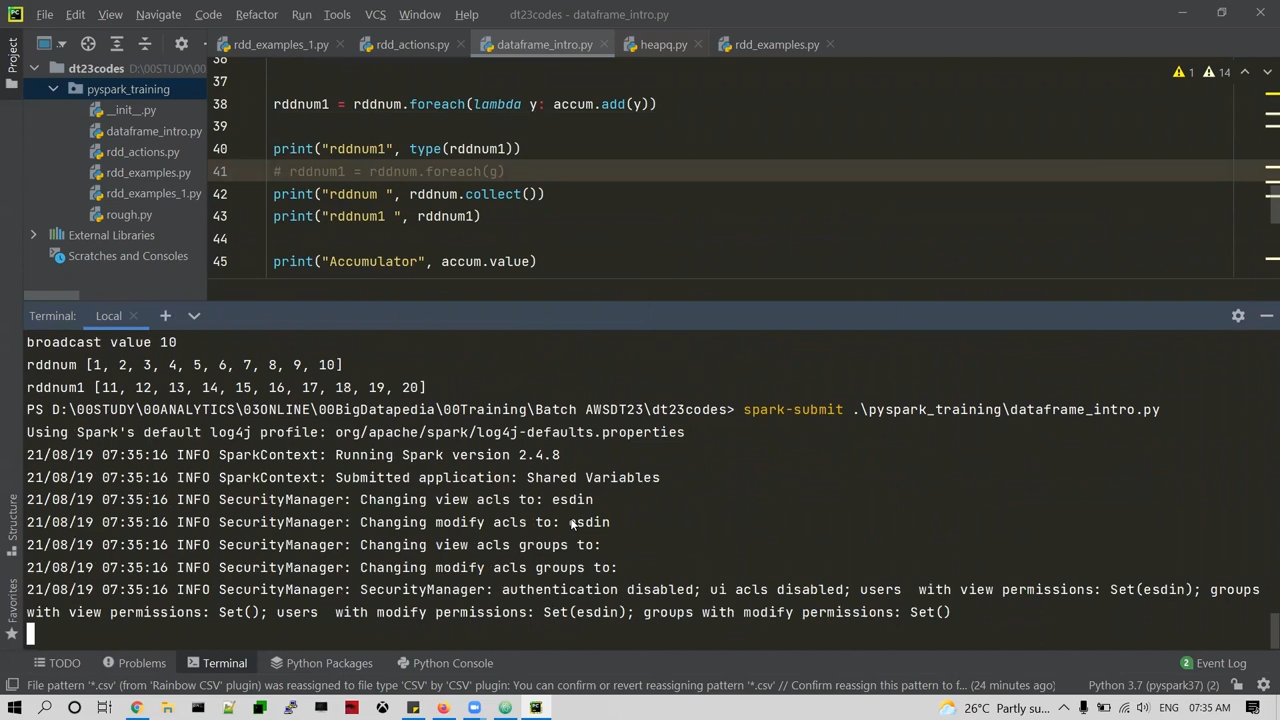 File Edit View Navigate Code Refactor Run Tools VCS Window Help dt23codes - dataframe_intro.py
Project
rdd_examples_1.py rdd_actions.py dataframe_intro.py heapq.py rdd_examples.py
dt23codes D:\00STUDY\00
pyspark_training
__init__.py
dataframe_intro.py
rdd_actions.py
rdd_examples.py
rdd_examples_1.py
rough.py
External Libraries
Scratches and Consoles
1 14
36
37
38 rddnum1 = rddnum.foreach(lambda y: accum.add(y))
39
40 print("rddnum1", type(rddnum1))
41 # rddnum1 = rddnum.foreach(g)
42 print("rddnum ", rddnum.collect())
43 print("rddnum1 ", rddnum1)
44
45 print("Accumulator", accum.value)
Terminal: Local
broadcast value 10
rddnum [1, 2, 3, 4, 5, 6, 7, 8, 9, 10]
rddnum1 [11, 12, 13, 14, 15, 16, 17, 18, 19, 20]
PS D:\00STUDY\00ANALYTICS\03ONLINE\00BigDatapedia\00Training\Batch AWSDT23\dt23codes> spark-submit .\pyspark_training\dataframe_intro.py
Using Spark's default log4j profile: org/apache/spark/log4j-defaults.properties
21/08/19 07:35:16 INFO SparkContext: Running Spark version 2.4.8
21/08/19 07:35:16 INFO SparkContext: Submitted application: Shared Variables
21/08/19 07:35:16 INFO SecurityManager: Changing view acls to: esdin
21/08/19 07:35:16 INFO SecurityManager: Changing modify acls to: esdin
21/08/19 07:35:16 INFO SecurityManager: Changing view acls groups to:
21/08/19 07:35:16 INFO SecurityManager: Changing modify acls groups to:
21/08/19 07:35:16 INFO SecurityManager: SecurityManager: authentication disabled; ui acls disabled; users with view permissions: Set(esdin); groups
with view permissions: Set(); users with modify permissions: Set(esdin); groups with modify permissions: Set()
Structure
Favorites
TODO Problems Terminal Python Packages Python Console 2 Event Log
File pattern '*.csv' (from 'Rainbow CSV' plugin) was reassigned to file type 'CSV' by 'CSV' plugin: You can confirm or revert reassigning pattern '*.csv' // Confirm reassign this pattern to f... (24 minutes ago) Python 3.7 (pyspark37) (2)
26°C Partly su... ENG 07:35 AM